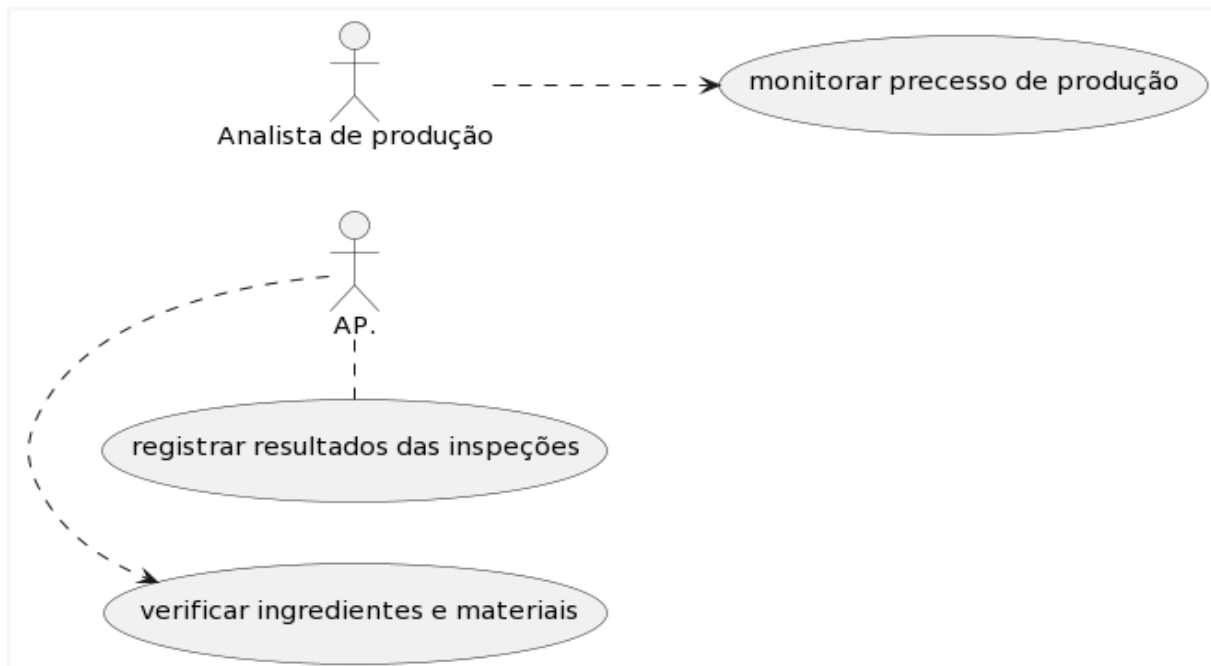 monitorar precesso de produção
Analista de produção
AP.
registrar resultados das inspeções
verificar ingredientes e materiais